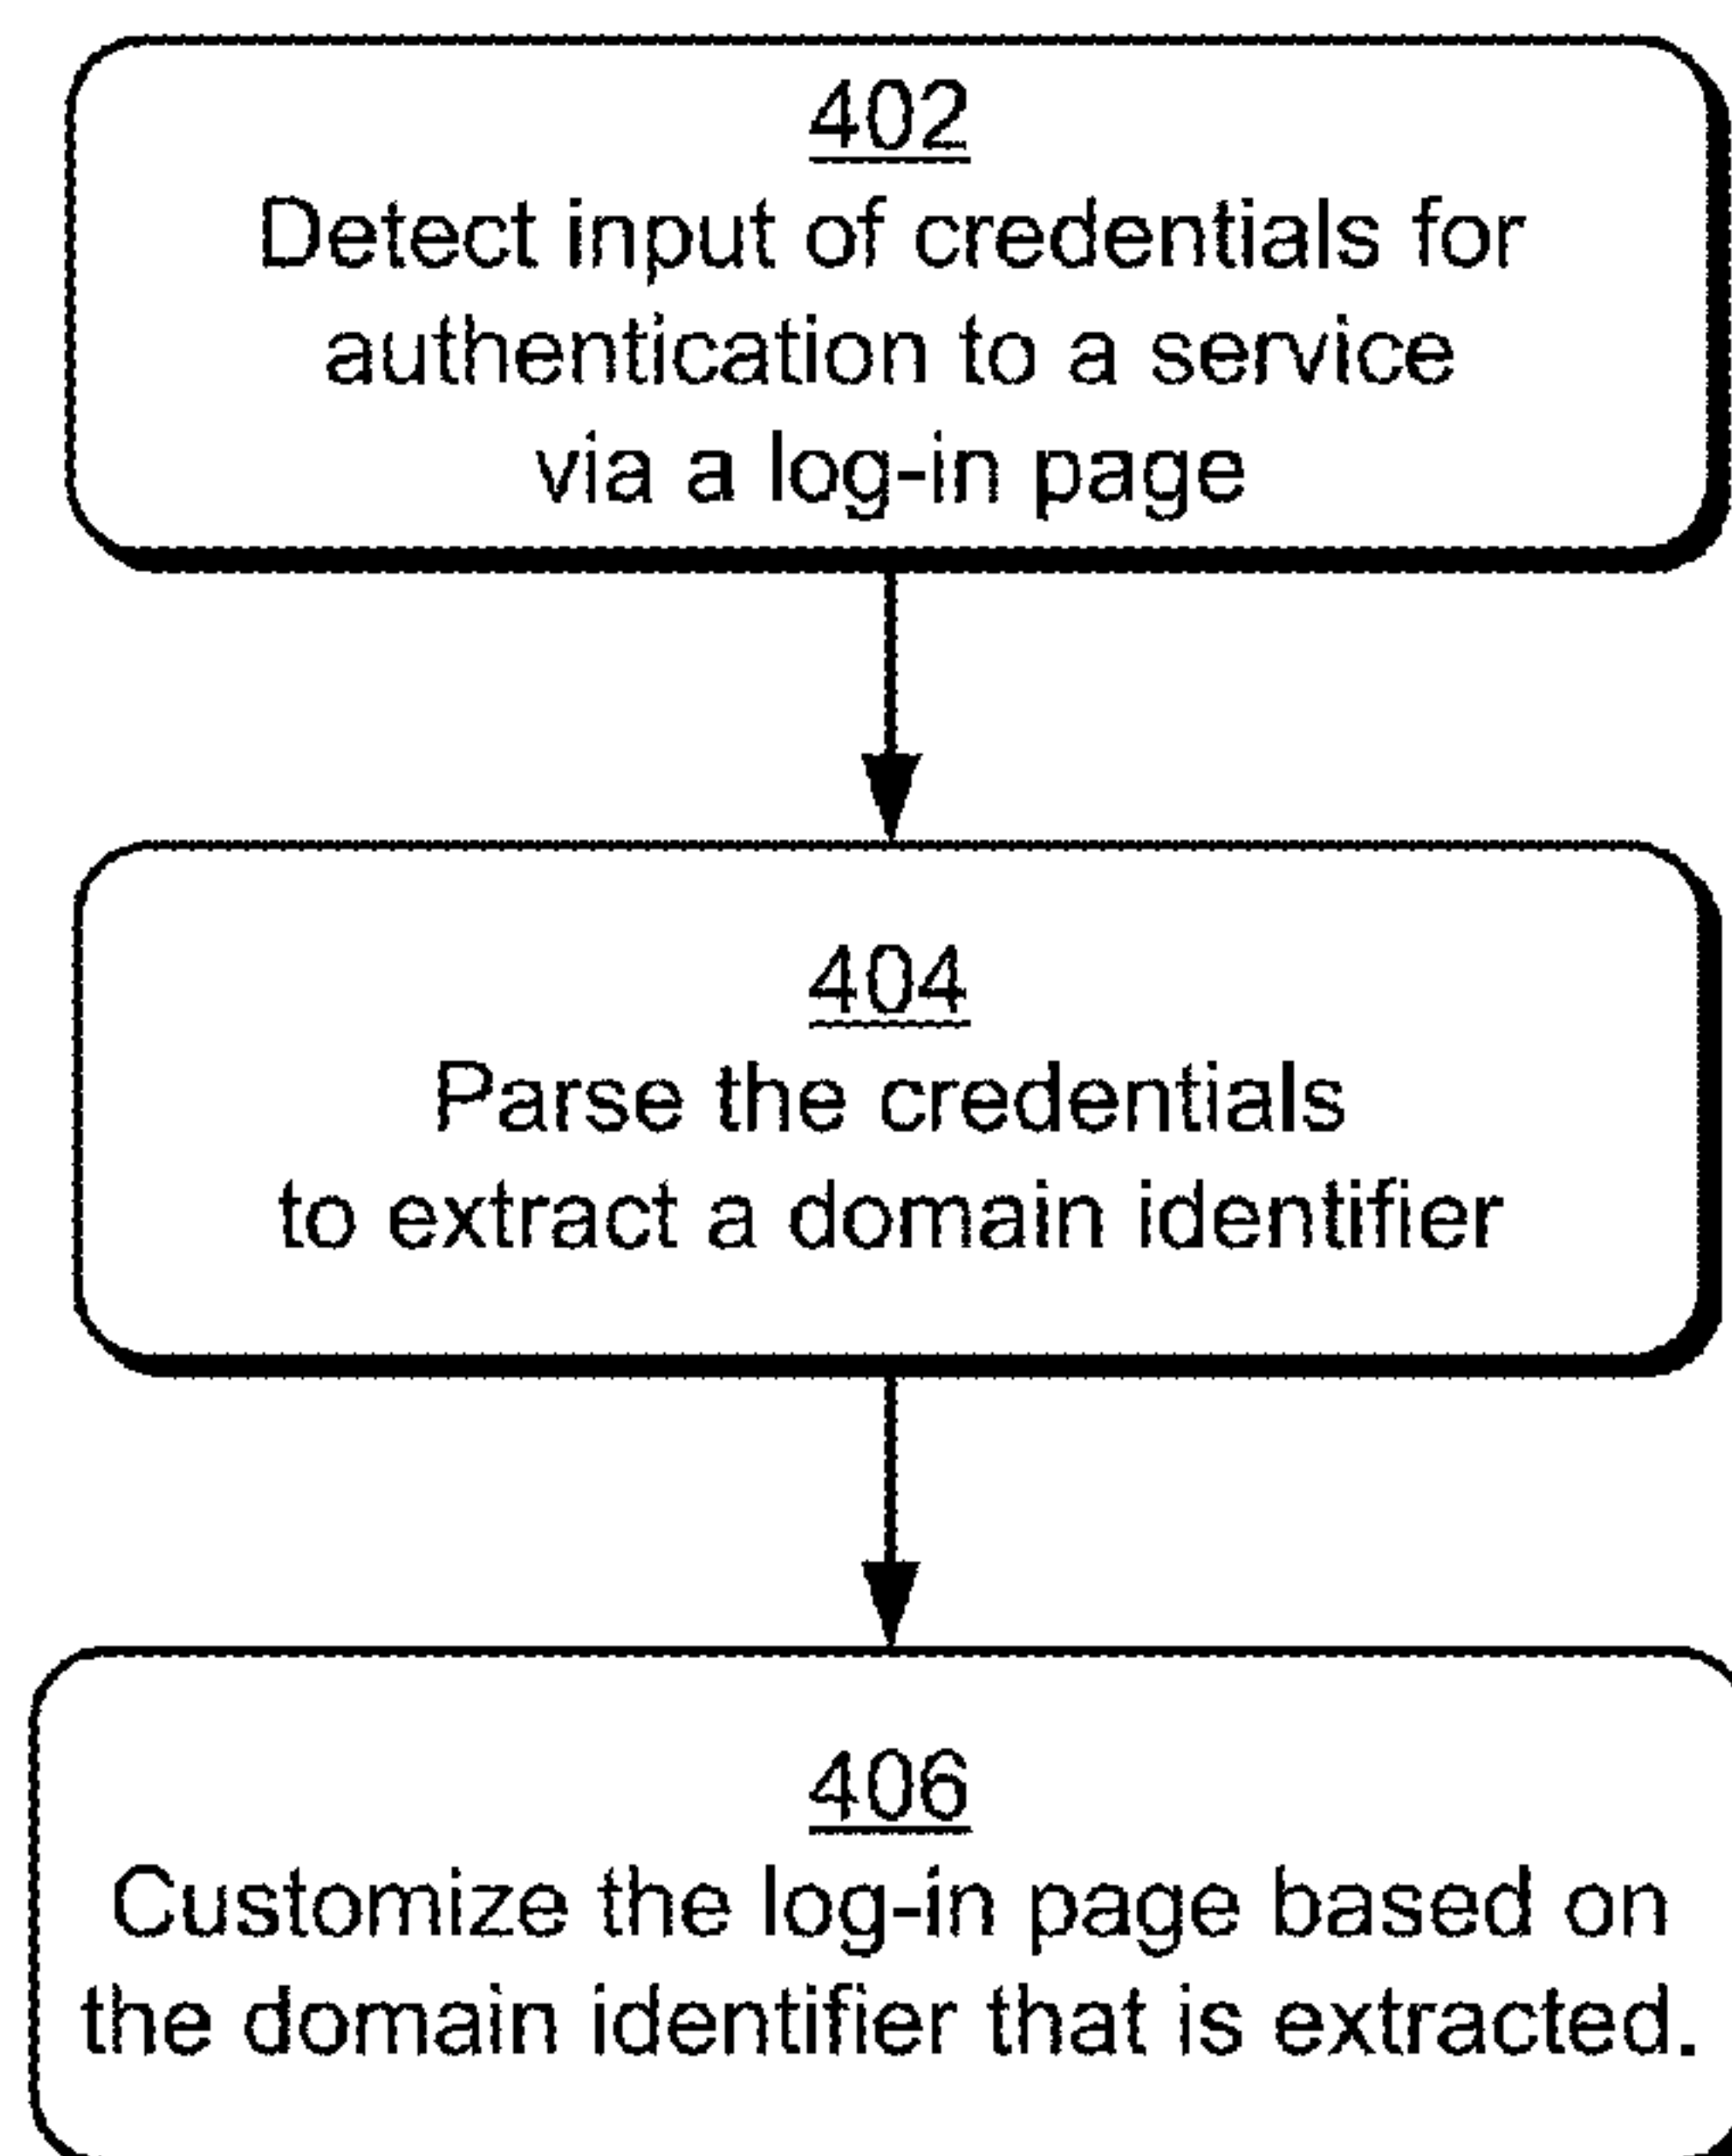 402
Detect input of credentials for
authentication to a service
via a log-in page
404
Parse the credentials
to extract a domain identifier
406
Customize the log-in page based on
the domain identifier that is extracted.